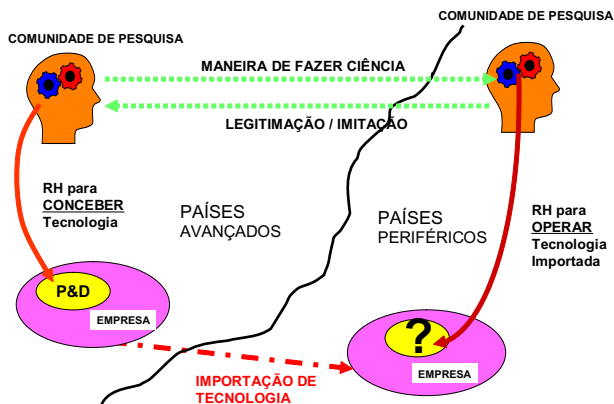 COMUNIDADE DE PESQUISA
COMUNIDADE DE PESQUISA
MANEIRA DE FAZER CIÊNCIA
LEGITIMAÇÃO / IMITAÇÃO
RH para
CONCEBER
Tecnologia
PAÍSES
AVANÇADOS
PAÍSES
PERIFÉRICOS
RH para
OPERAR
Tecnologia
Importada
P&D
EMPRESA
?
EMPRESA
IMPORTAÇÃO DE
TECNOLOGIA